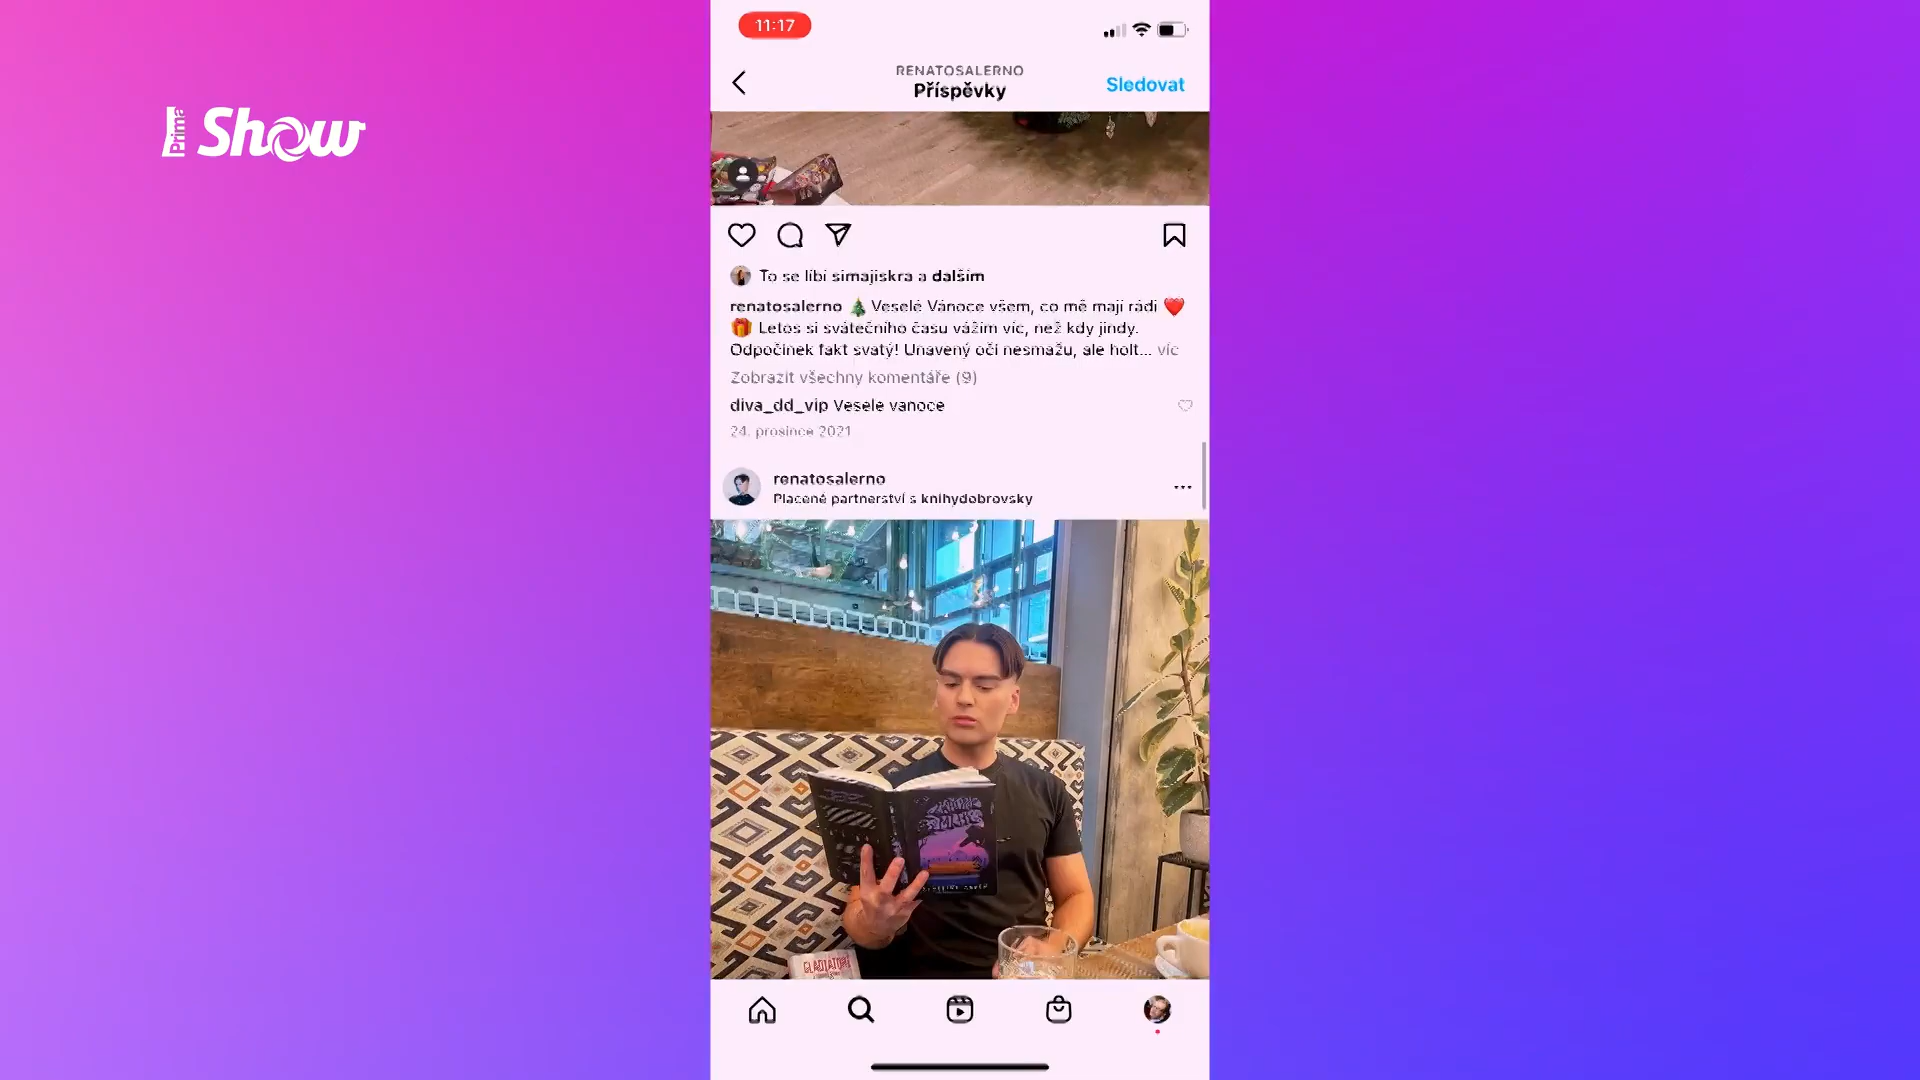 11:17
Prima Show
RENATOSALERNO
Příspěvky
Sledovat
To se líbí simajiskra a dalším
renatosalerno 🎄Veselé Vánoce všem, co mě mají rádi ❤️
🎁 Letos si svátečního času vážím víc, než kdy jindy.
Odpočinek fakt svatý! Unavený oči nesmažu, ale holt... víc
Zobrazit všechny komentáře (9)
diva_dd_vip Vesele vanoce
24. prosince 2021
renatosalerno
Placené partnerství s knihydobrovsky
GLADIÁTOŘI